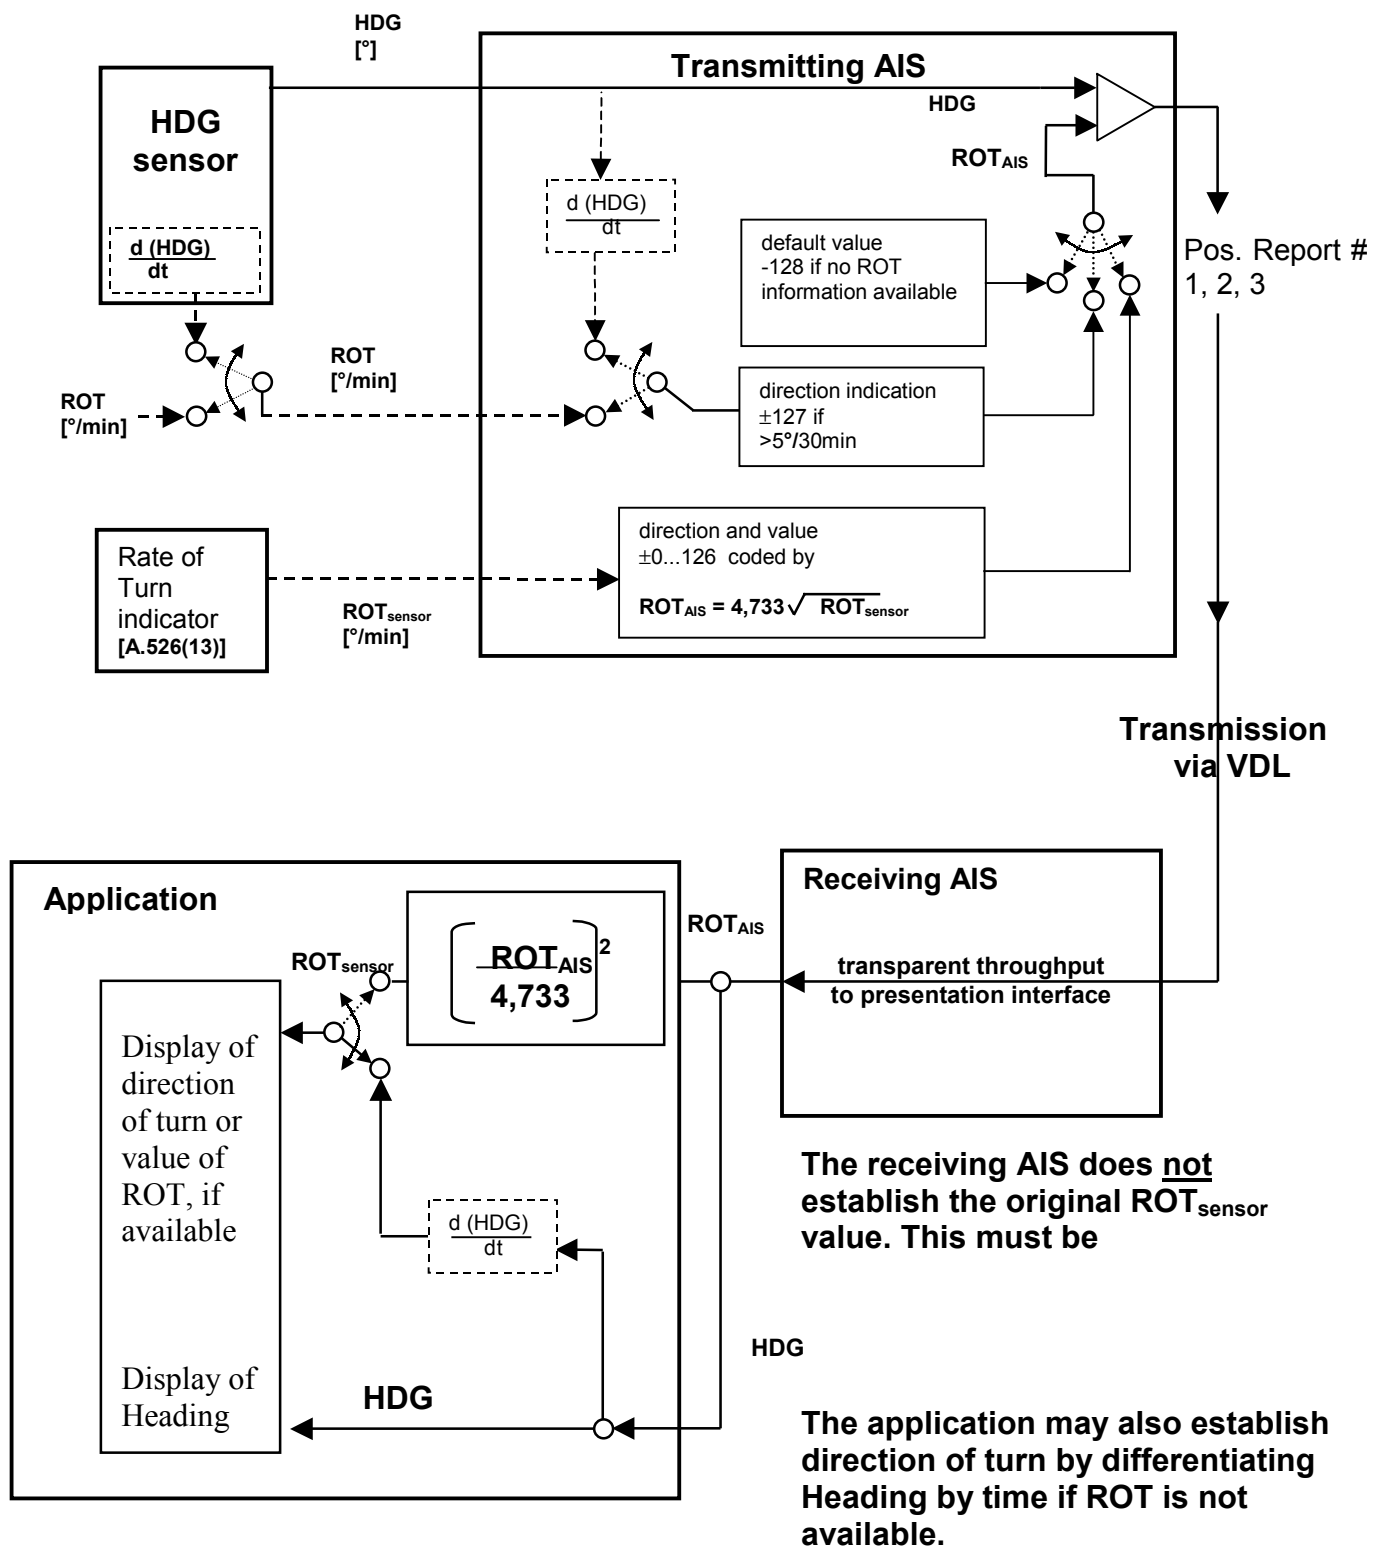 HDG
[°]
Transmitting AIS
HDG
sensor
HDG
ROT_AIS
d (HDG)
dt
d (HDG)
dt
default value
-128 if no ROT
information available
Pos. Report #
1, 2, 3
ROT
[°/min]
ROT
[°/min]
direction indication
±127 if
>5°/30min
Rate of
Turn
indicator
[A.526(13)]
ROT_sensor
[°/min]
direction and value
±0...126 coded by
ROT_AIS = 4,733√ ROT_sensor
Transmission
via VDL
Application
Receiving AIS
ROT_AIS
ROT_sensor
ROT_AIS 2
4,733
transparent throughput
to presentation interface
Display of
direction
of turn or
value of
ROT, if
available
d (HDG)
dt
The receiving AIS does not
establish the original ROT_sensor
value. This must be
HDG
Display of
Heading
HDG
The application may also establish
direction of turn by differentiating
Heading by time if ROT is not
available.